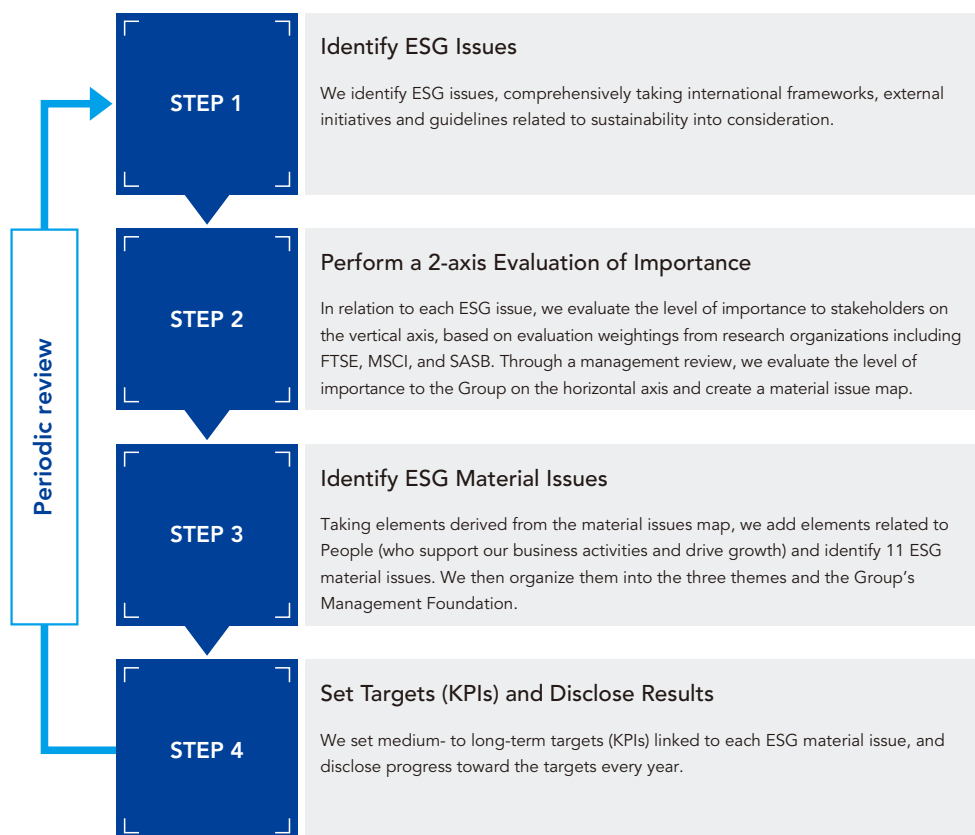 Periodic review
STEP 1
Identify ESG Issues
We identify ESG issues, comprehensively taking international frameworks, external
initiatives and guidelines related to sustainability into consideration.
STEP 2
Perform a 2-axis Evaluation of Importance
In relation to each ESG issue, we evaluate the level of importance to stakeholders on
the vertical axis, based on evaluation weightings from research organizations including
FTSE, MSCI, and SASB. Through a management review, we evaluate the level of
importance to the Group on the horizontal axis and create a material issue map.
STEP 3
Identify ESG Material Issues
Taking elements derived from the material issues map, we add elements related to
People (who support our business activities and drive growth) and identify 11 ESG
material issues. We then organize them into the three themes and the Group’s
Management Foundation.
STEP 4
Set Targets (KPIs) and Disclose Results
We set medium- to long-term targets (KPIs) linked to each ESG material issue, and
disclose progress toward the targets every year.